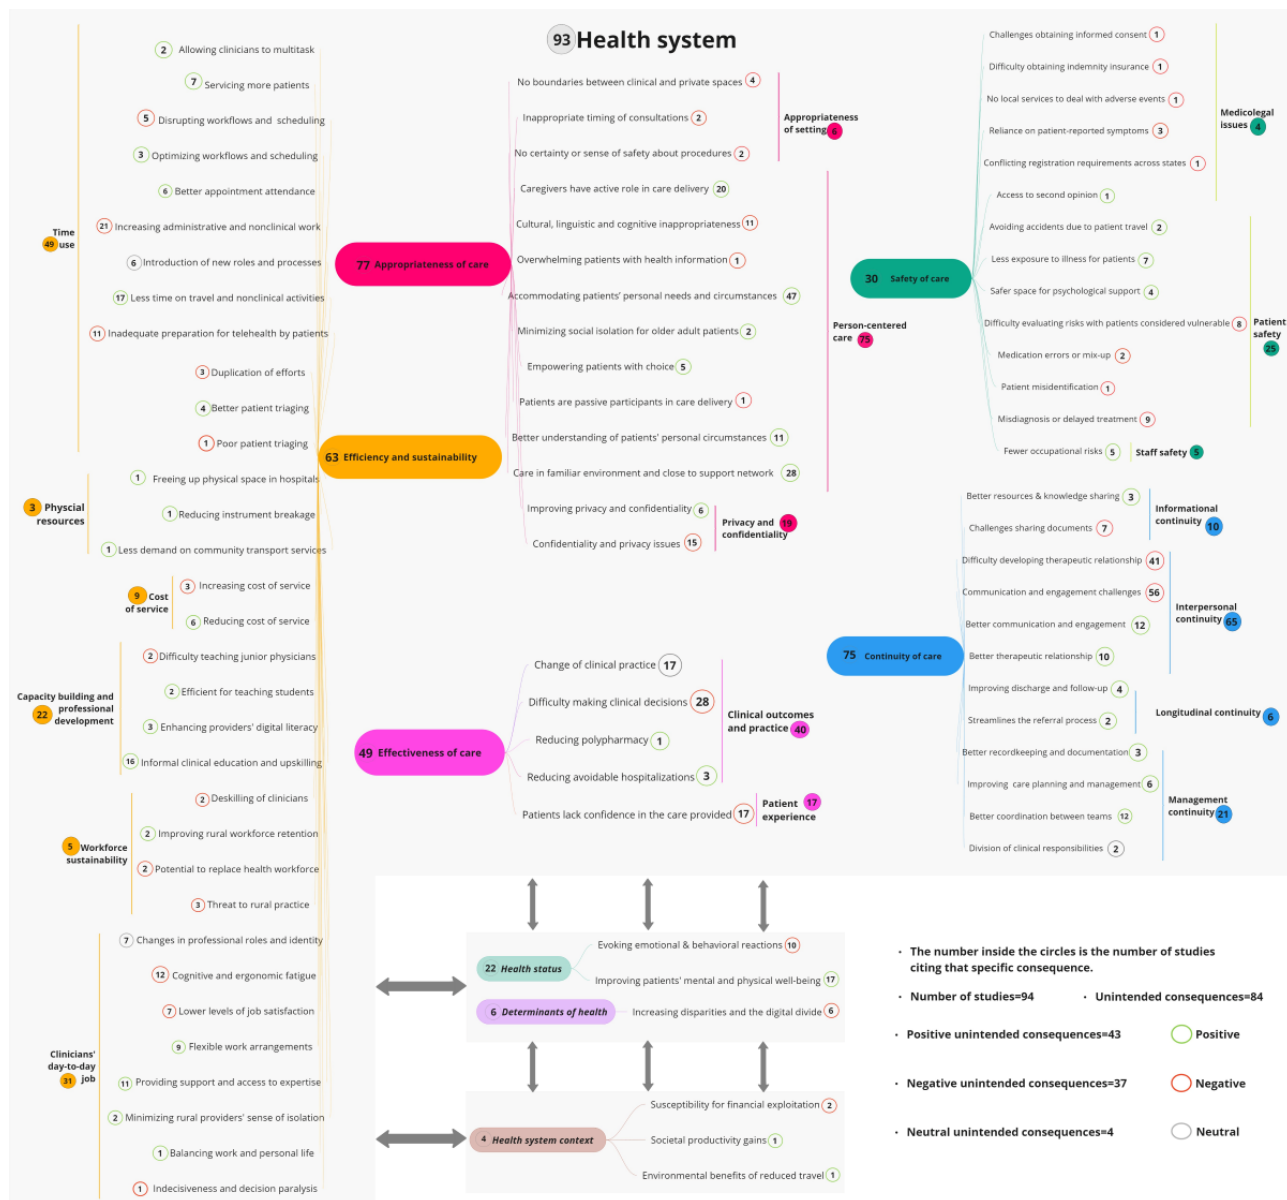 93 Health system
2 Allowing clinicians to multitask
7 Servicing more patients
5 Disrupting workflows and scheduling
3 Optimizing workflows and scheduling
6 Better appointment attendance
21 Increasing administrative and nonclinical work
6 Introduction of new roles and processes
17 Less time on travel and nonclinical activities
11 Inadequate preparation for telehealth by patients
3 Duplication of efforts
4 Better patient triaging
1 Poor patient triaging
Time
49 use
1 Freeing up physical space in hospitals
1 Reducing instrument breakage
1 Less demand on community transport services
3 Physcial
resources
3 Increasing cost of service
6 Reducing cost of service
9 Cost
of service
2 Difficulty teaching junior physicians
2 Efficient for teaching students
3 Enhancing providers' digital literacy
16 Informal clinical education and upskilling
Capacity building and
professional
22 development
2 Deskilling of clinicians
2 Improving rural workforce retention
2 Potential to replace health workforce
3 Threat to rural practice
5 Workforce
sustainability
7 Changes in professional roles and identity
12 Cognitive and ergonomic fatigue
7 Lower levels of job satisfaction
9 Flexible work arrangements
11 Providing support and access to expertise
2 Minimizing rural providers' sense of isolation
1 Balancing work and personal life
1 Indecisiveness and decision paralysis
Clinicians'
day-to-day
31 job
63 Efficiency and sustainability
77 Appropriateness of care
No boundaries between clinical and private spaces 4
Inappropriate timing of consultations 2
No certainty or sense of safety about procedures 2
Appropriateness
of setting 6
Caregivers have active role in care delivery 20
Cultural, linguistic and cognitive inappropriateness 11
Overwhelming patients with health information 1
Accommodating patients' personal needs and circumstances 47
Minimizing social isolation for older adult patients 2
Empowering patients with choice 5
Patients are passive participants in care delivery 1
Better understanding of patients' personal circumstances 11
Care in familiar environment and close to support network 28
Person-centered
care 75
Improving privacy and confidentiality 6
Confidentiality and privacy issues 15
Privacy and 19
confidentiality
49 Effectiveness of care
Change of clinical practice 17
Difficulty making clinical decisions 28
Reducing polypharmacy 1
Reducing avoidable hospitalizations 3
Clinical outcomes
and practice 40
Patients lack confidence in the care provided 17
Patient 17
experience
30 Safety of care
Challenges obtaining informed consent 1
Difficulty obtaining indemnity insurance 1
No local services to deal with adverse events 1
Reliance on patient-reported symptoms 3
Conflicting registration requirements across states 1
Access to second opinion 1
Medicolegal
issues 4
Avoiding accidents due to patient travel 2
Less exposure to illness for patients 7
Safer space for psychological support 4
Difficulty evaluating risks with patients considered vulnerable 8
Medication errors or mix-up 2
Patient misidentification 1
Misdiagnosis or delayed treatment 9
Patient
safety
25
Fewer occupational risks 5
Staff safety 5
75 Continuity of care
Better resources & knowledge sharing 3
Challenges sharing documents 7
Informational
continuity 10
Difficulty developing therapeutic relationship 41
Communication and engagement challenges 56
Better communication and engagement 12
Better therapeutic relationship 10
Interpersonal
continuity 65
Improving discharge and follow-up 4
Streamlines the referral process 2
Longitudinal continuity 6
Better recordkeeping and documentation 3
Improving care planning and management 6
Better coordination between teams 12
Division of clinical responsibilities 2
Management
continuity 21
22 Health status
Evoking emotional & behavioral reactions 10
Improving patients' mental and physical well-being 17
6 Determinants of health
Increasing disparities and the digital divide 6
4 Health system context
Susceptibility for financial exploitation 2
Societal productivity gains 1
Environmental benefits of reduced travel 1
· The number inside the circles is the number of studies
citing that specific consequence.
· Number of studies=94 · Unintended consequences=84
· Positive unintended consequences=43 Positive
· Negative unintended consequences=37 Negative
· Neutral unintended consequences=4 Neutral